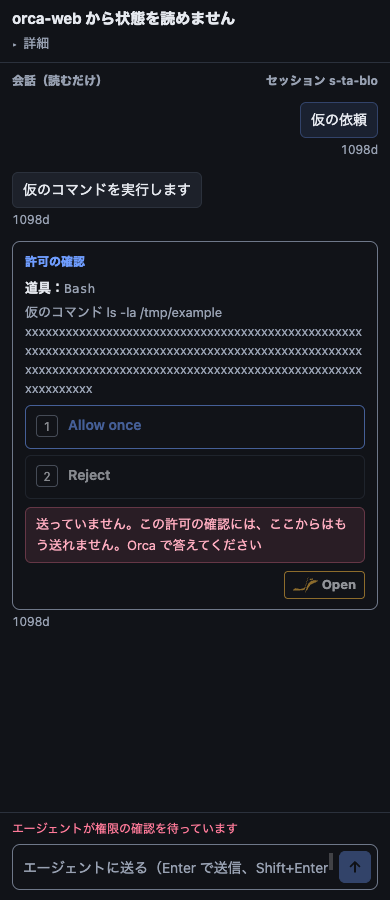 orca-web から状態を読めません
▸ 詳細
会話（読むだけ） セッション s-ta-blo
仮の依頼
1098d
仮のコマンドを実行します
1098d
許可の確認
道具：Bash
仮のコマンド ls -la /tmp/example
xxxxxxxxxxxxxxxxxxxxxxxxxxxxxxxxxxxxxxxxxxxxxxxx
xxxxxxxxxxxxxxxxxxxxxxxxxxxxxxxxxxxxxxxxxxxxxxxx
xxxxxxxxxxxxxxxxxxxxxxxxxxxxxxxxxxxxxxxxxxxxxxxx
xxxxxxxxxx
1 Allow once
2 Reject
送っていません。この許可の確認には、ここからはも
う送れません。Orca で答えてください
Open
1098d
エージェントが権限の確認を待っています
エージェントに送る（Enter で送信、Shift+Enter